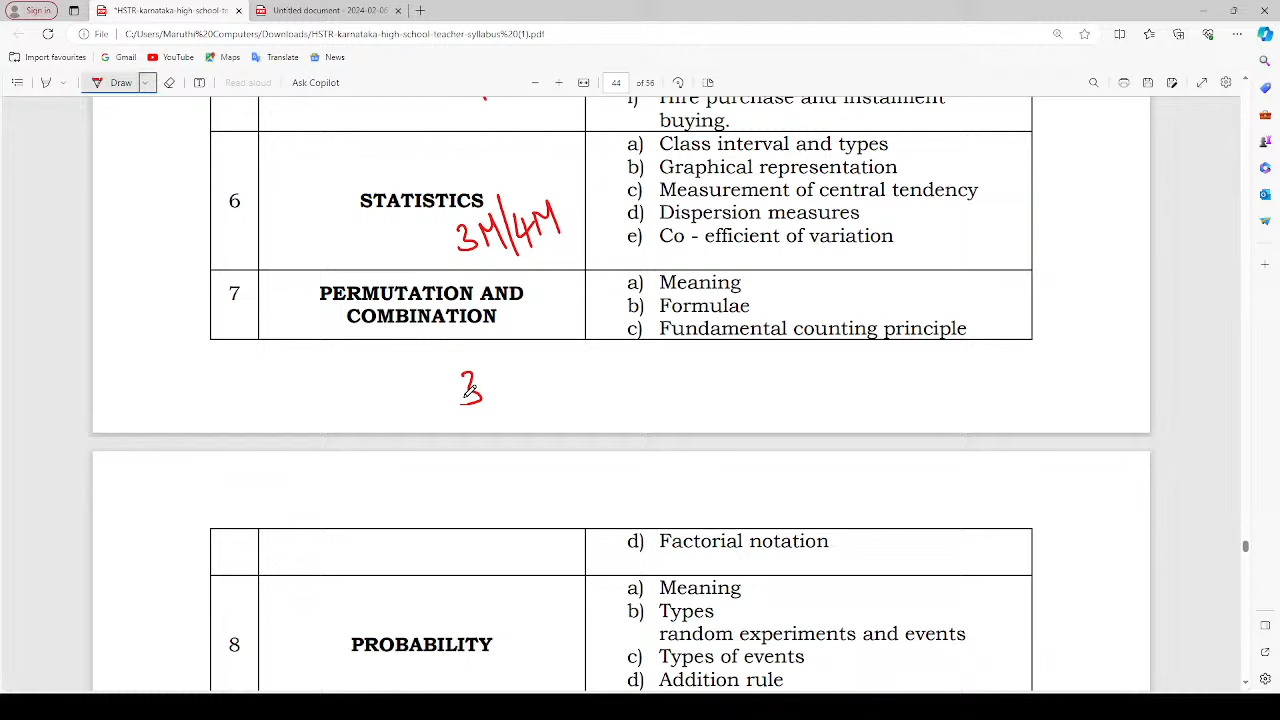 Sign in
*HSTR-karnataka-high-school-te
Untitled document - 2024-02-06
File
C:/Users/Maruthi%20Computers/Downloads/HSTR-karnataka-high-school-teacher-syllabus%20(1).pdf
Import favourites
Gmail
YouTube
Maps
Translate
News
Draw
Read aloud
Ask Copilot
44
of 56
f) Hire purchase and instalment
buying.
6
STATISTICS
3M/4M
a) Class interval and types
b) Graphical representation
c) Measurement of central tendency
d) Dispersion measures
e) Co - efficient of variation
7
PERMUTATION AND
COMBINATION
a) Meaning
b) Formulae
c) Fundamental counting principle
3
d) Factorial notation
8
PROBABILITY
a) Meaning
b) Types
random experiments and events
c) Types of events
d) Addition rule